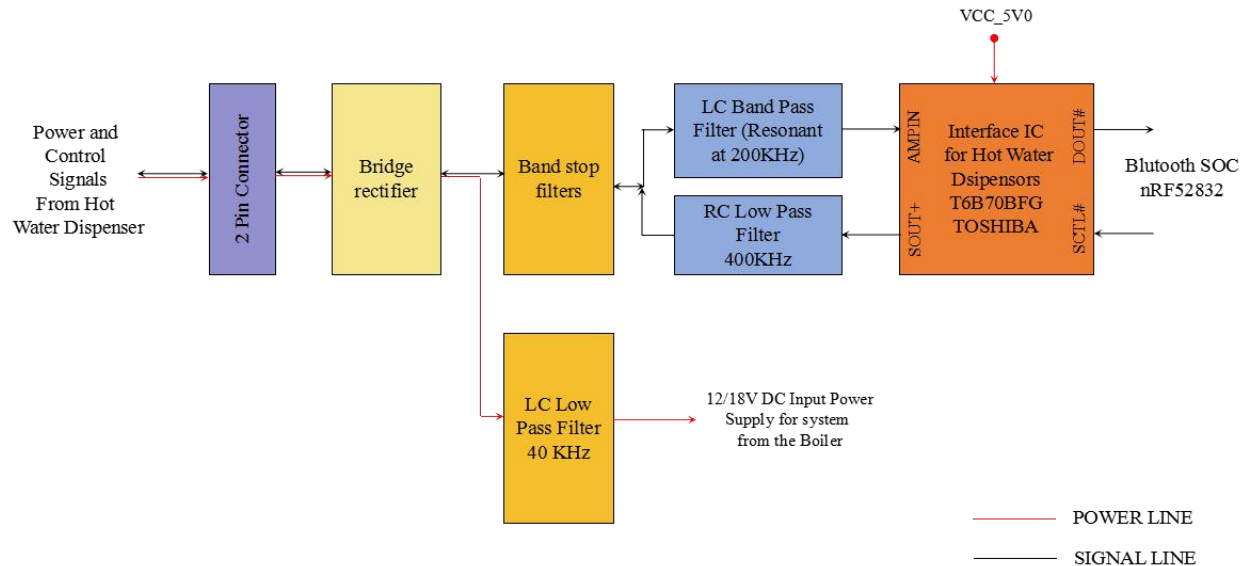 VCC_5V0
Power and
Control
Signals
From Hot
Water Dispenser
2 Pin Connector
Bridge
rectifier
Band stop
filters
LC Band Pass
Filter (Resonant
at 200KHz)
RC Low Pass
Filter
400KHz
AMPIN
SOUT+
Interface IC
for Hot Water
Dsipensors
T6B70BFG
TOSHIBA
DOUT#
SCTL#
Blutooth SOC
nRF52832
LC Low
Pass Filter
40 KHz
12/18V DC Input Power
Supply for system
from the Boiler
POWER LINE
SIGNAL LINE